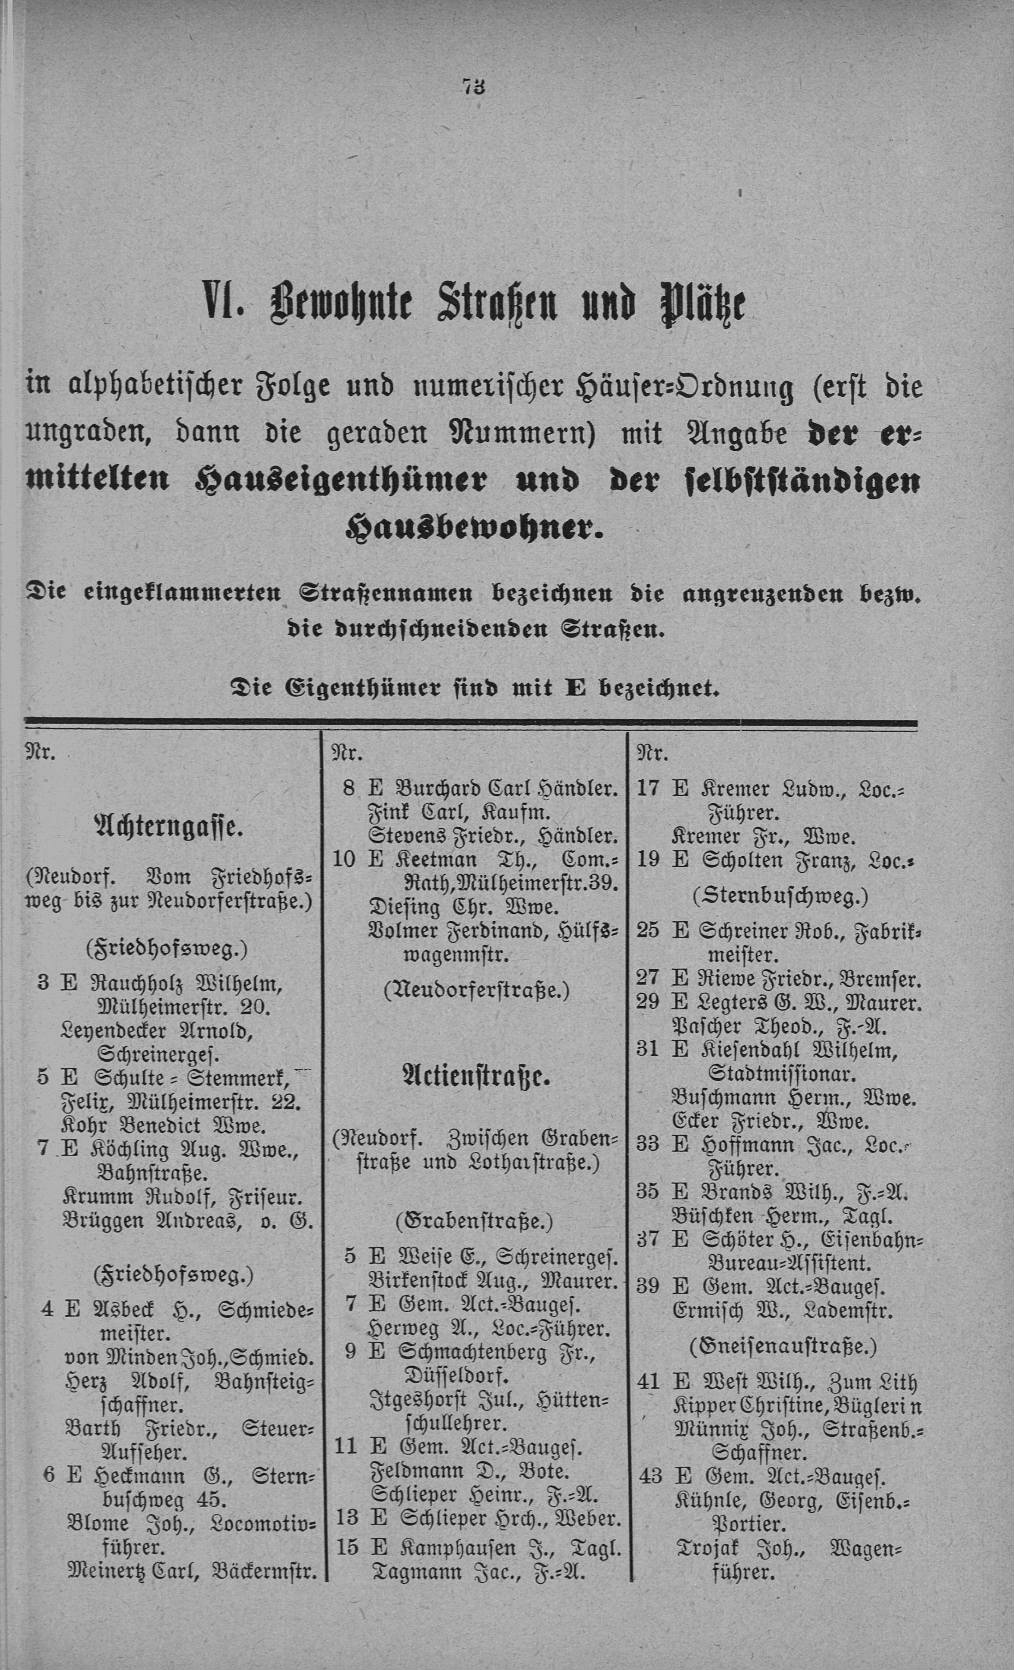 73
VI. Bewohnte Straßen und Plätze
in alphabetischer Folge und numerischer Häuser-Ordnung (erst die
ungraden, dann die geraden Nummern) mit Angabe der er-
mittelten Hauseigenthümer und der selbstständigen
Hausbewohner.
Die eingeklammerten Straßennamen bezeichnen die angrenzenden bezw.
die durchschneidenden Straßen.
Die Eigenthümer sind mit E bezeichnet.
Nr.
Achterngasse.
(Neudorf. Vom Friedhofs-
weg bis zur Neudorferstraße.)
(Friedhofsweg.)
3 E Rauchholz Wilhelm,
Mülheimerstr. 20.
Leyendecker Arnold,
Schreinerges.
5 E Schulte-Stemmerk,
Felix, Mülheimerstr. 22.
Kohr Benedict Wwe.
7 E Köchling Aug. Wwe.,
Bahnstraße.
Krumm Rudolf, Friseur.
Brüggen Andreas, o. G.
(Friedhofsweg.)
4 E Asbeck H., Schmiede-
meister.
von Minden Joh., Schmied.
Herz Adolf, Bahnsteig-
schaffner.
Barth Friedr., Steuer-
Aufseher.
6 E Heckmann G., Stern-
buschweg 45.
Blome Joh., Locomotiv-
führer.
Meinertz Carl, Bäckermstr.
Nr.
8 E Burchard Carl Händler.
Fink Carl, Kaufm.
Stevens Friedr., Händler.
10 E Keetman Th., Com.-
Rath, Mülheimerstr. 39.
Diesing Chr. Wwe.
Volmer Ferdinand, Hülfs-
wagenmstr.
(Neudorferstraße.)
Actienstraße.
(Neudorf. Zwischen Graben-
straße und Lotharstraße.)
(Grabenstraße.)
5 E Weise E., Schreinerges.
Birkenstock Aug., Maurer.
7 E Gem. Act.-Bauges.
Herweg A., Loc.-Führer.
9 E Schmachtenberg Fr.,
Düsseldorf.
Itgeshorst Jul., Hütten-
schullehrer.
11 E Gem. Act.-Bauges.
Feldmann D., Bote.
Schlieper Heinr., F.-A.
13 E Schlieper Hrch., Weber.
15 E Kamphausen J., Tagl.
Tagmann Jac., F.-A.
Nr.
17 E Kremer Ludw., Loc.-
Führer.
Kremer Fr., Wwe.
19 E Scholten Franz, Loc.-
(Sternbuschweg.)
25 E Schreiner Rob., Fabrik-
meister.
27 E Riewe Friedr., Bremser.
29 E Legters G. W., Maurer.
Pascher Theod., F.-A.
31 E Kiesendahl Wilhelm,
Stadtmissionar.
Buschmann Herm., Wwe.
Ecker Friedr., Wwe.
33 E Hoffmann Jac., Loc.-
Führer.
35 E Brands Wilh., F.-A.
Büschken Herm., Tagl.
37 E Schöter H., Eisenbahn-
Bureau-Assistent.
39 E Gem. Act.-Bauges.
Ermisch W., Lademstr.
(Gneisenaustraße.)
41 E West Wilh., Zum Lith
Kipper Christine, Büglerin
Münnix Joh., Straßenb.-
Schaffner.
43 E Gem. Act.-Bauges.
Kühnle, Georg, Eisenb.-
Portier.
Trojak Joh., Wagen-
führer.